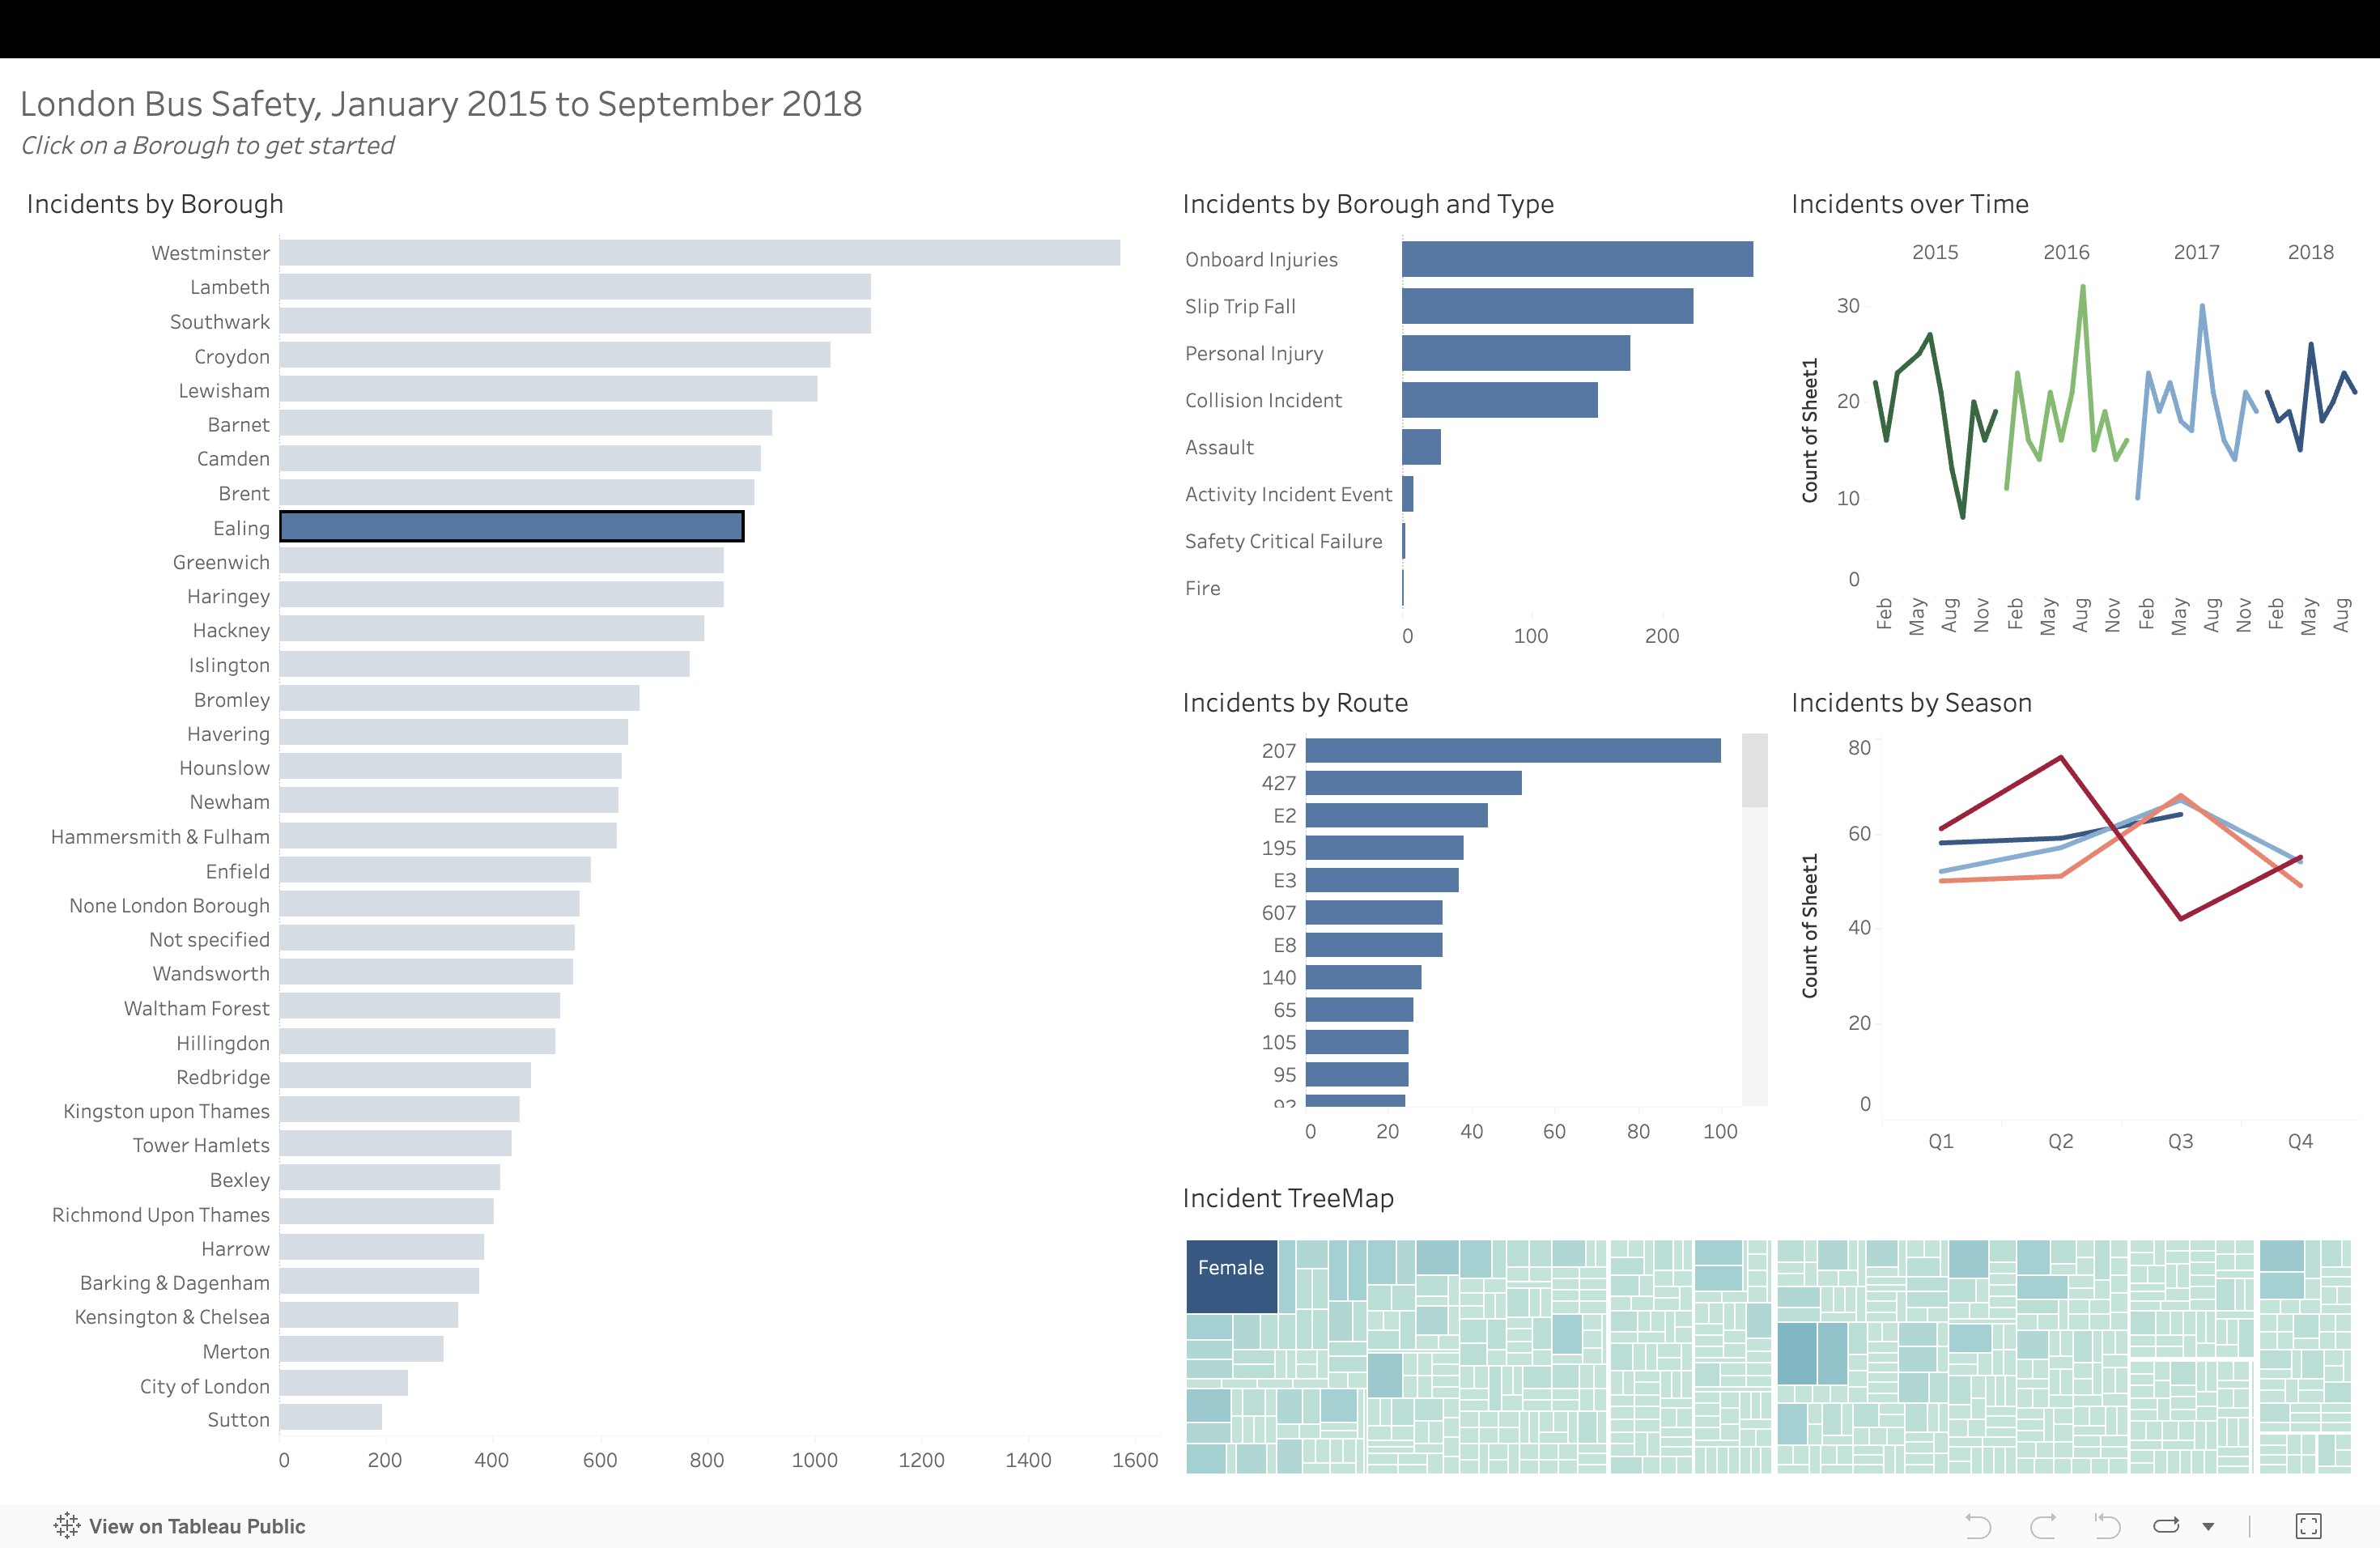 London Bus Safety, January 2015 to September 2018
Click on a Borough to get started
Incidents by Borough
Westminster
Lambeth
Southwark
Croydon
Lewisham
Barnet
Camden
Brent
Ealing
Greenwich
Haringey
Hackney
Islington
Bromley
Havering
Hounslow
Newham
Hammersmith & Fulham
Enfield
None London Borough
Not specified
Wandsworth
Waltham Forest
Hillingdon
Redbridge
Kingston upon Thames
Tower Hamlets
Bexley
Richmond Upon Thames
Harrow
Barking & Dagenham
Kensington & Chelsea
Merton
City of London
Sutton
0 200 400 600 800 1000 1200 1400 1600
Incidents by Borough and Type
Onboard Injuries
Slip Trip Fall
Personal Injury
Collision Incident
Assault
Activity Incident Event
Safety Critical Failure
Fire
0 100 200
Incidents over Time
2015 2016 2017 2018
Count of Sheet1
30
20
10
0
Feb May Aug Nov Feb May Aug Nov Feb May Aug Nov Feb May Aug
Incidents by Route
207
427
E2
195
E3
607
E8
140
65
105
95
92
0 20 40 60 80 100
Incidents by Season
Count of Sheet1
80
60
40
20
0
Q1 Q2 Q3 Q4
Incident TreeMap
Female
View on Tableau Public